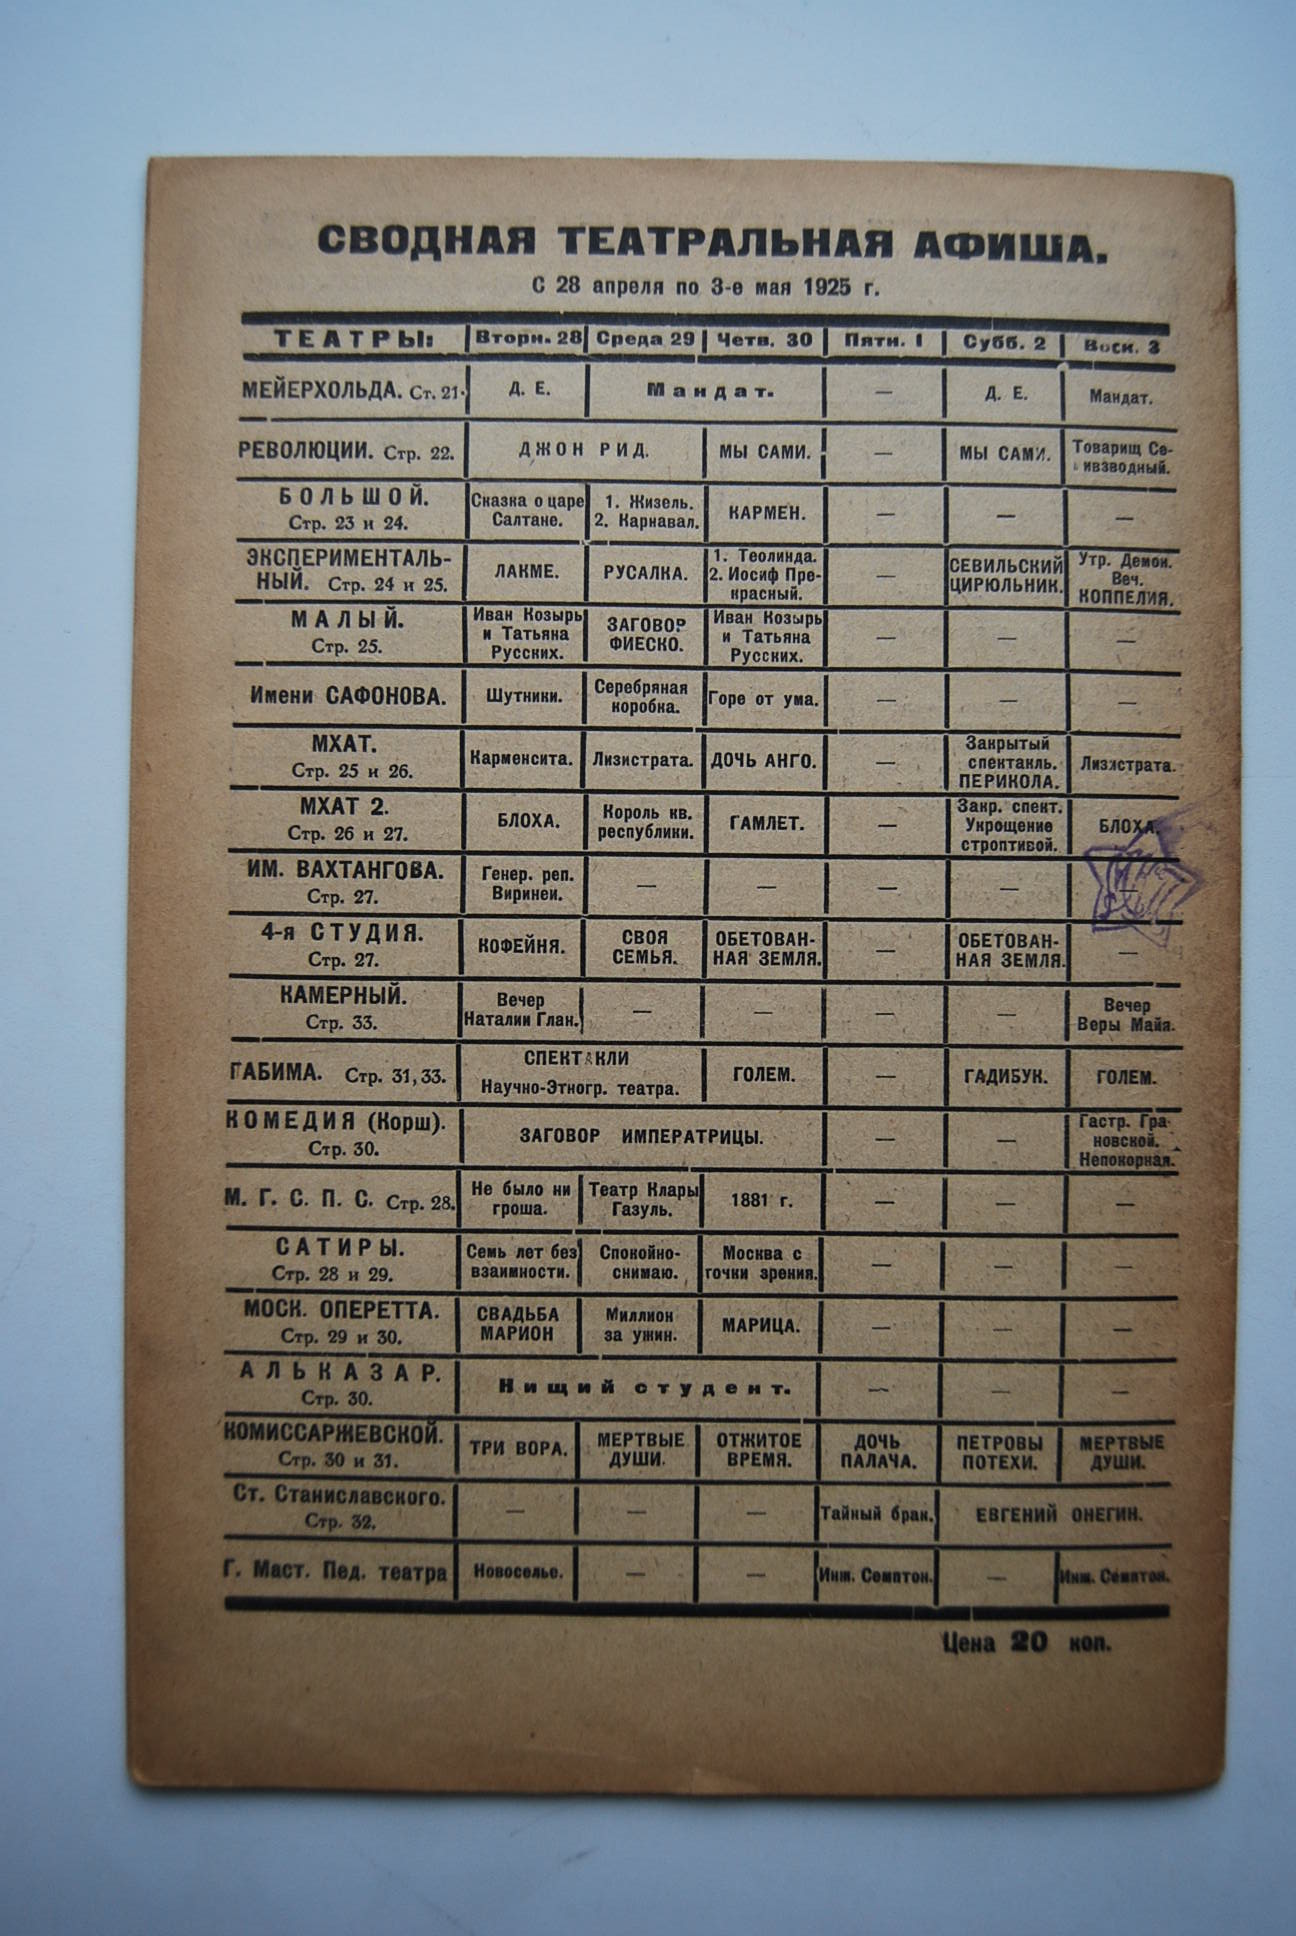 СВОДНАЯ ТЕАТРАЛЬНАЯ АФИША.
С 28 апреля по 3-е мая 1925 г.
ТЕАТРЫ: Вторн. 28 Среда 29 Четв. 30 Пятн. 1 Субб. 2 Воск. 3
МЕЙЕРХОЛЬДА. Ст. 21. Д. Е. Мандат. — Д. Е. Мандат.
РЕВОЛЮЦИИ. Стр. 22. ДЖОН РИД. МЫ САМИ. — МЫ САМИ. Товарищ Се-
ивзводный.
БОЛЬШОЙ. Сказка о царе 1. Жизель. КАРМЕН. — — —
Стр. 23 и 24. Салтане. 2. Карнавал.
ЭКСПЕРИМЕНТАЛЬ- ЛАКМЕ. РУСАЛКА. 1. Теолинда. — СЕВИЛЬСКИЙ Утр. Демон.
НЫЙ. Стр. 24 и 25. 2. Иосиф Пре- ЦИРЮЛЬНИК. Веч.
красный. КОППЕЛИЯ.
МАЛЫЙ. Иван Козырь ЗАГОВОР Иван Козырь — — —
Стр. 25. и Татьяна ФИЕСКО. и Татьяна
Русских. Русских.
Имени САФОНОВА. Шутники. Серебряная Горе от ума. — — —
коробка.
МХАТ. Карменсита. Лизистрата. ДОЧЬ АНГО. — Закрытый Лизистрата.
Стр. 25 и 26. спектакль.
ПЕРИКОЛА.
МХАТ 2. БЛОХА. Король кв. ГАМЛЕТ. — Закр. спект. БЛОХА.
Стр. 26 и 27. республики. Укрощение
строптивой.
ИМ. ВАХТАНГОВА. Генер. реп. — — — — —
Стр. 27. Виринеи.
4-я СТУДИЯ. КОФЕЙНЯ. СВОЯ ОБЕТОВАН- — ОБЕТОВАН- —
Стр. 27. СЕМЬЯ. НАЯ ЗЕМЛЯ. НАЯ ЗЕМЛЯ.
КАМЕРНЫЙ. Вечер — — — — Вечер
Стр. 33. Наталии Глан. Веры Майя.
ГАБИМА. Стр. 31, 33. СПЕКТАКЛИ ГОЛЕМ. — ГАДИБУК. ГОЛЕМ.
Научно-Этногр. театра.
КОМЕДИЯ (Корш). ЗАГОВОР ИМПЕРАТРИЦЫ. — — Гастр. Гра-
Стр. 30. новской.
Непокорная.
М. Г. С. П. С. Стр. 28. Не было ни Театр Клары 1881 г. — — —
гроша. Газуль.
САТИРЫ. Семь лет без Спокойно- Москва с — — —
Стр. 28 и 29. взаимности. снимаю. точки зрения.
МОСК. ОПЕРЕТТА. СВАДЬБА Миллион МАРИЦА. — — —
Стр. 29 и 30. МАРИОН за ужин.
АЛЬКАЗАР. Нищий студент. — — —
Стр. 30.
КОМИССАРЖЕВСКОЙ. ТРИ ВОРА. МЕРТВЫЕ ОТЖИТОЕ ДОЧЬ ПЕТРОВЫ МЕРТВЫЕ
Стр. 30 и 31. ДУШИ. ВРЕМЯ. ПАЛАЧА. ПОТЕХИ. ДУШИ.
Ст. Станиславского. — — — Тайный брак. ЕВГЕНИЙ ОНЕГИН.
Стр. 32.
Г. Маст. Пед. театра Новоселье. — — Инж. Семптон. — Инж. Семптон.
Цена 20 коп.